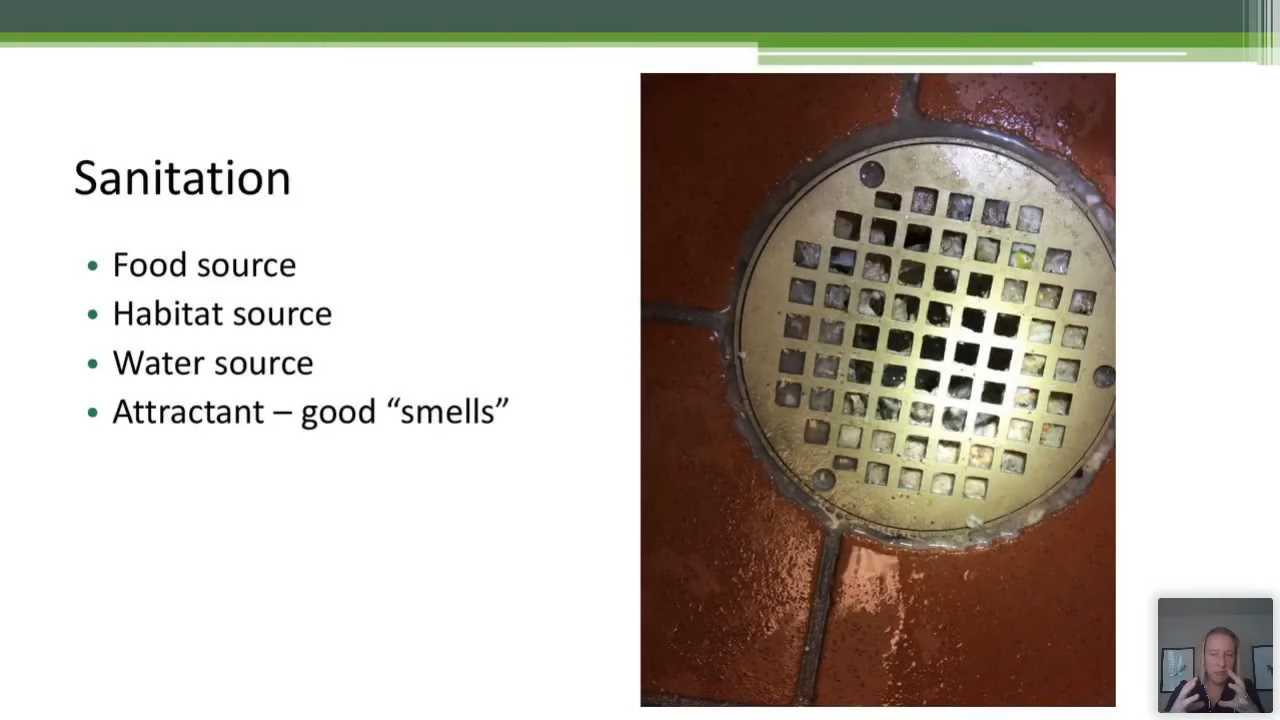 Sanitation
• Food source
• Habitat source
• Water source
• Attractant – good “smells”